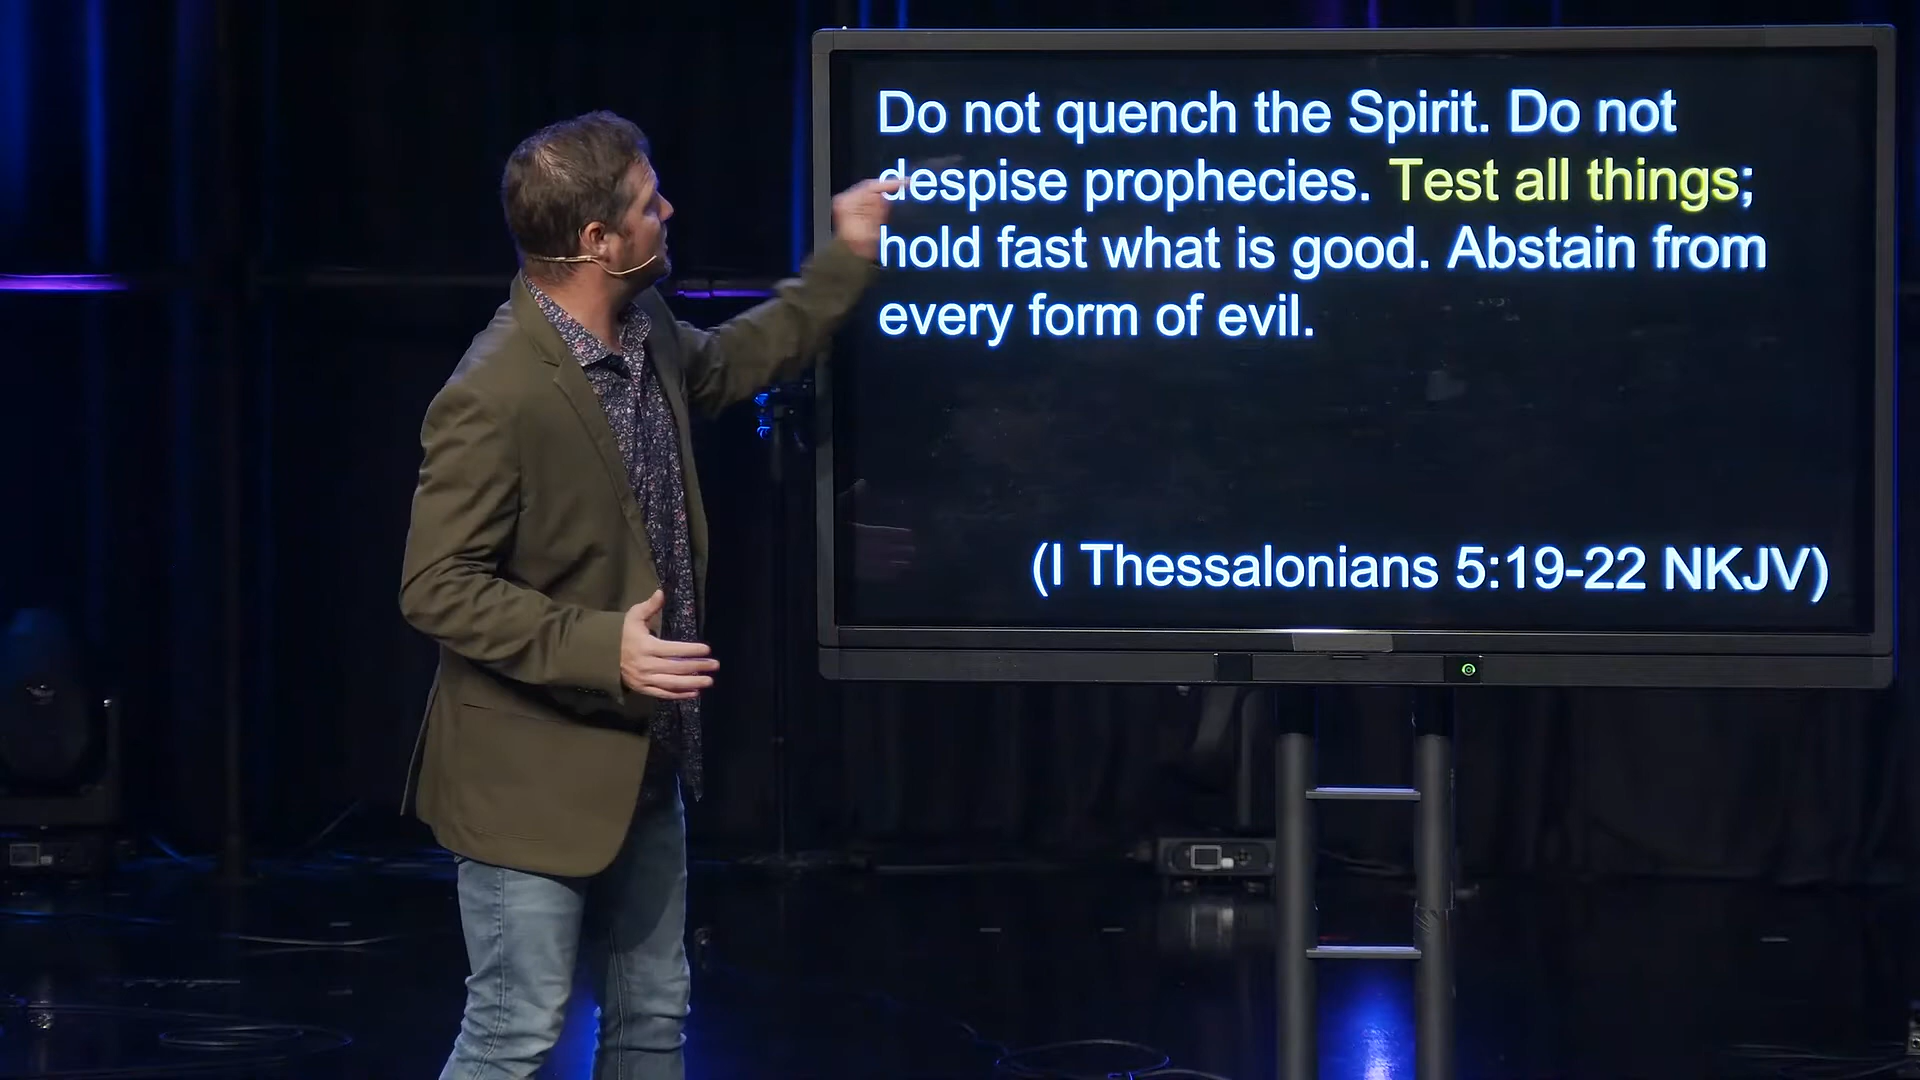 Do not quench the Spirit. Do not
despise prophecies. Test all things;
hold fast what is good. Abstain from
every form of evil.
(I Thessalonians 5:19-22 NKJV)